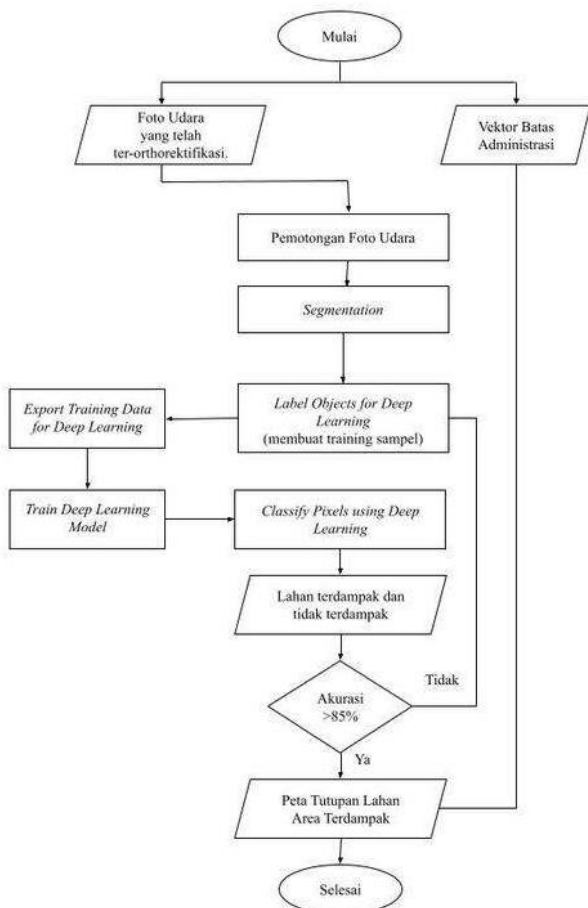 Mulai
Foto Udara
yang telah
ter-orthorektifikasi.
Vektor Batas
Administrasi
Pemotongan Foto Udara
Segmentation
Export Training Data
for Deep Learning
Label Objects for Deep
Learning
(membuat training sampel)
Train Deep Learning
Model
Classify Pixels using Deep
Learning
Lahan terdampak dan
tidak terdampak
Akurasi
>85%
Tidak
Ya
Peta Tutupan Lahan
Area Terdampak
Selesai